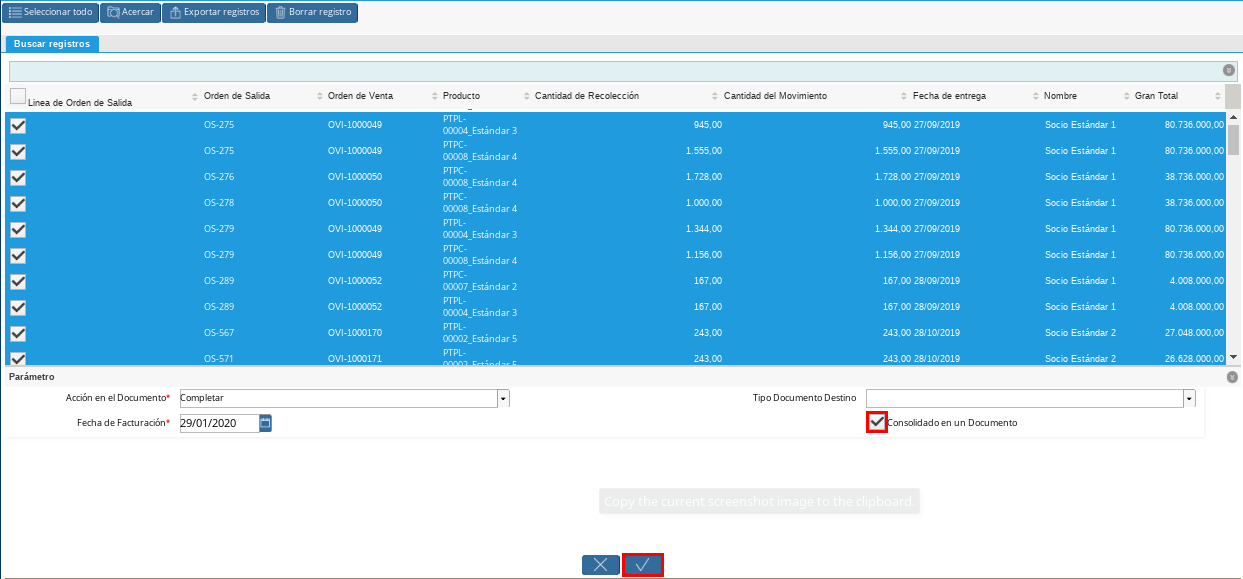 Seleccionar todo Acercar Exportar registros Borrar registro
Buscar registros
Linea de Orden de Salida Orden de Salida Orden de Venta Producto Cantidad de Recolección Cantidad del Movimiento Fecha de entrega Nombre Gran Total
OS-275 OVI-1000049 PTPL-00004_Estándar 3 945,00 945,00 27/09/2019 Socio Estándar 1 80.736.000,00
OS-275 OVI-1000049 PTPC-00008_Estándar 4 1.555,00 1.555,00 27/09/2019 Socio Estándar 1 80.736.000,00
OS-276 OVI-1000050 PTPC-00008_Estándar 4 1.728,00 1.728,00 27/09/2019 Socio Estándar 1 38.736.000,00
OS-278 OVI-1000050 PTPC-00008_Estándar 4 1.000,00 1.000,00 27/09/2019 Socio Estándar 1 38.736.000,00
OS-279 OVI-1000049 PTPL-00004_Estándar 3 1.344,00 1.344,00 27/09/2019 Socio Estándar 1 80.736.000,00
OS-279 OVI-1000049 PTPC-00008_Estándar 4 1.156,00 1.156,00 27/09/2019 Socio Estándar 1 80.736.000,00
OS-289 OVI-1000052 PTPC-00007_Estándar 2 167,00 167,00 28/09/2019 Socio Estándar 1 4.008.000,00
OS-289 OVI-1000052 PTPL-00004_Estándar 3 167,00 167,00 28/09/2019 Socio Estándar 1 4.008.000,00
OS-567 OVI-1000170 PTPL-00002_Estándar 5 243,00 243,00 28/10/2019 Socio Estándar 2 27.048.000,00
OS-571 OVI-1000171 PTPL-00002_Estándar 5 243,00 243,00 28/10/2019 Socio Estándar 2 26.628.000,00
Parámetro
Acción en el Documento* Completar Tipo Documento Destino
Fecha de Facturación* 29/01/2020 Consolidado en un Documento
Copy the current screenshot image to the clipboard.